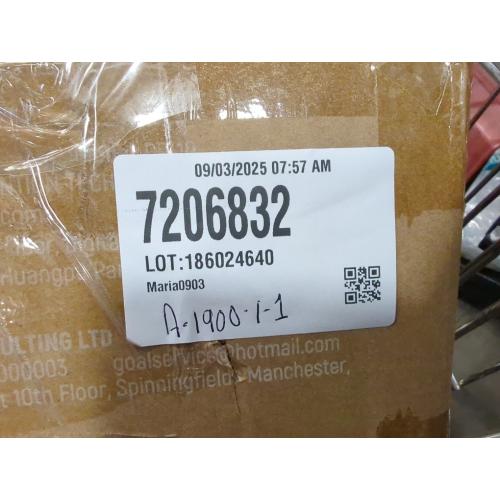 09/03/2025 07:57 AM
7206832
LOT:186024640
Maria0903
A-1900-1-1
Huangpu
ULTING LTD
000003
goalservice@hotmail.com
t 10th Floor, Spinningfields, Manchester,